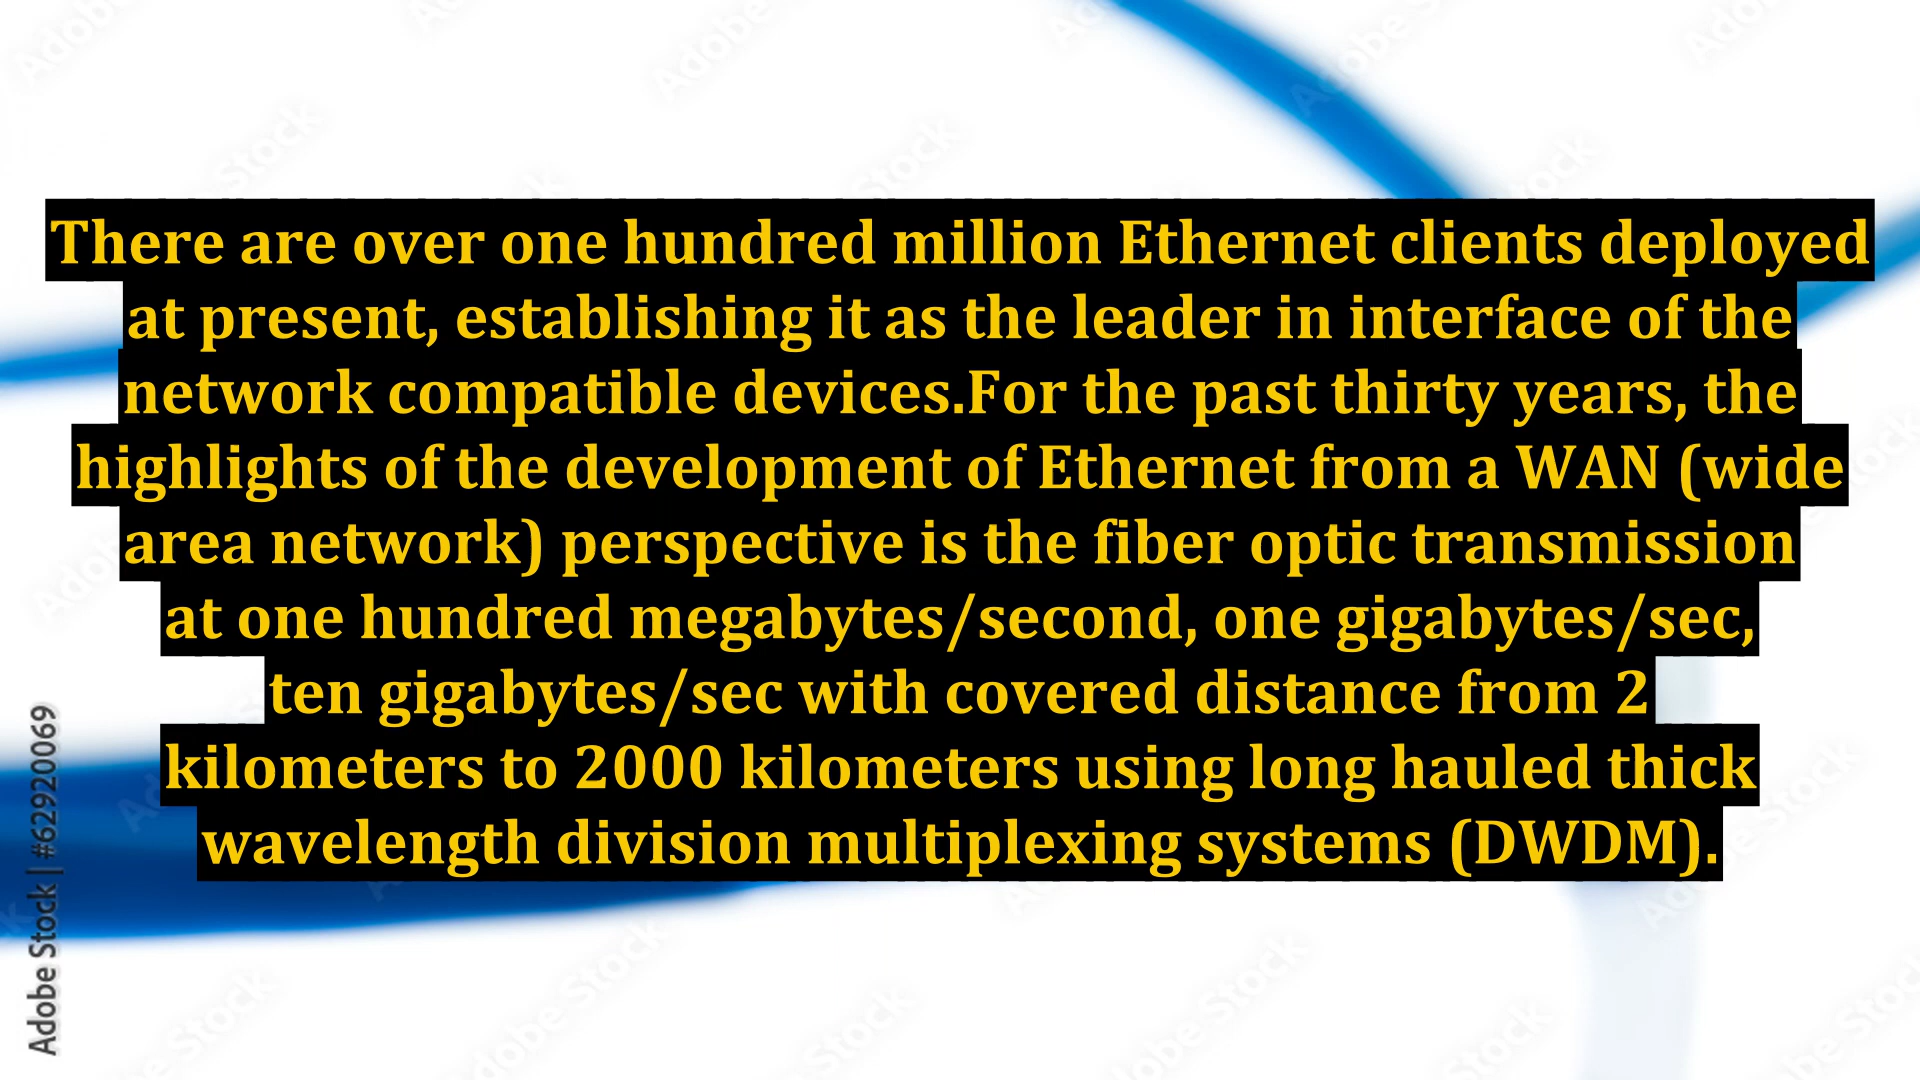 There are over one hundred million Ethernet clients deployed
at present, establishing it as the leader in interface of the
network compatible devices.For the past thirty years, the
highlights of the development of Ethernet from a WAN (wide
area network) perspective is the fiber optic transmission
at one hundred megabytes/second, one gigabytes/sec,
ten gigabytes/sec with covered distance from 2
kilometers to 2000 kilometers using long hauled thick
wavelength division multiplexing systems (DWDM).
Adobe Stock | #62920069